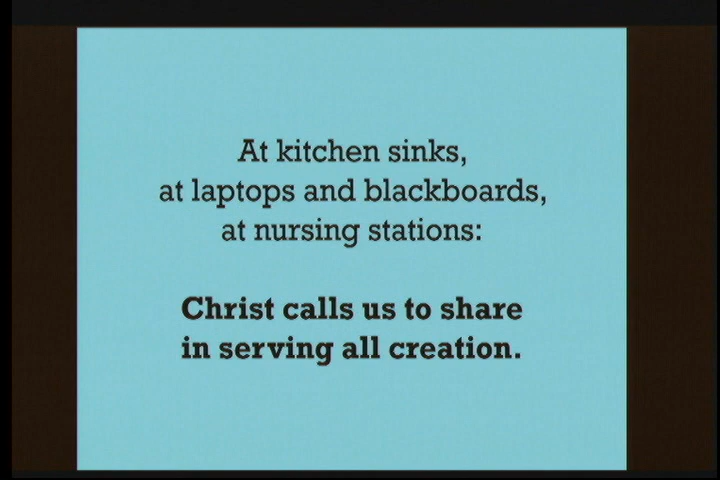 At kitchen sinks,
at laptops and blackboards,
at nursing stations:
Christ calls us to share
in serving all creation.